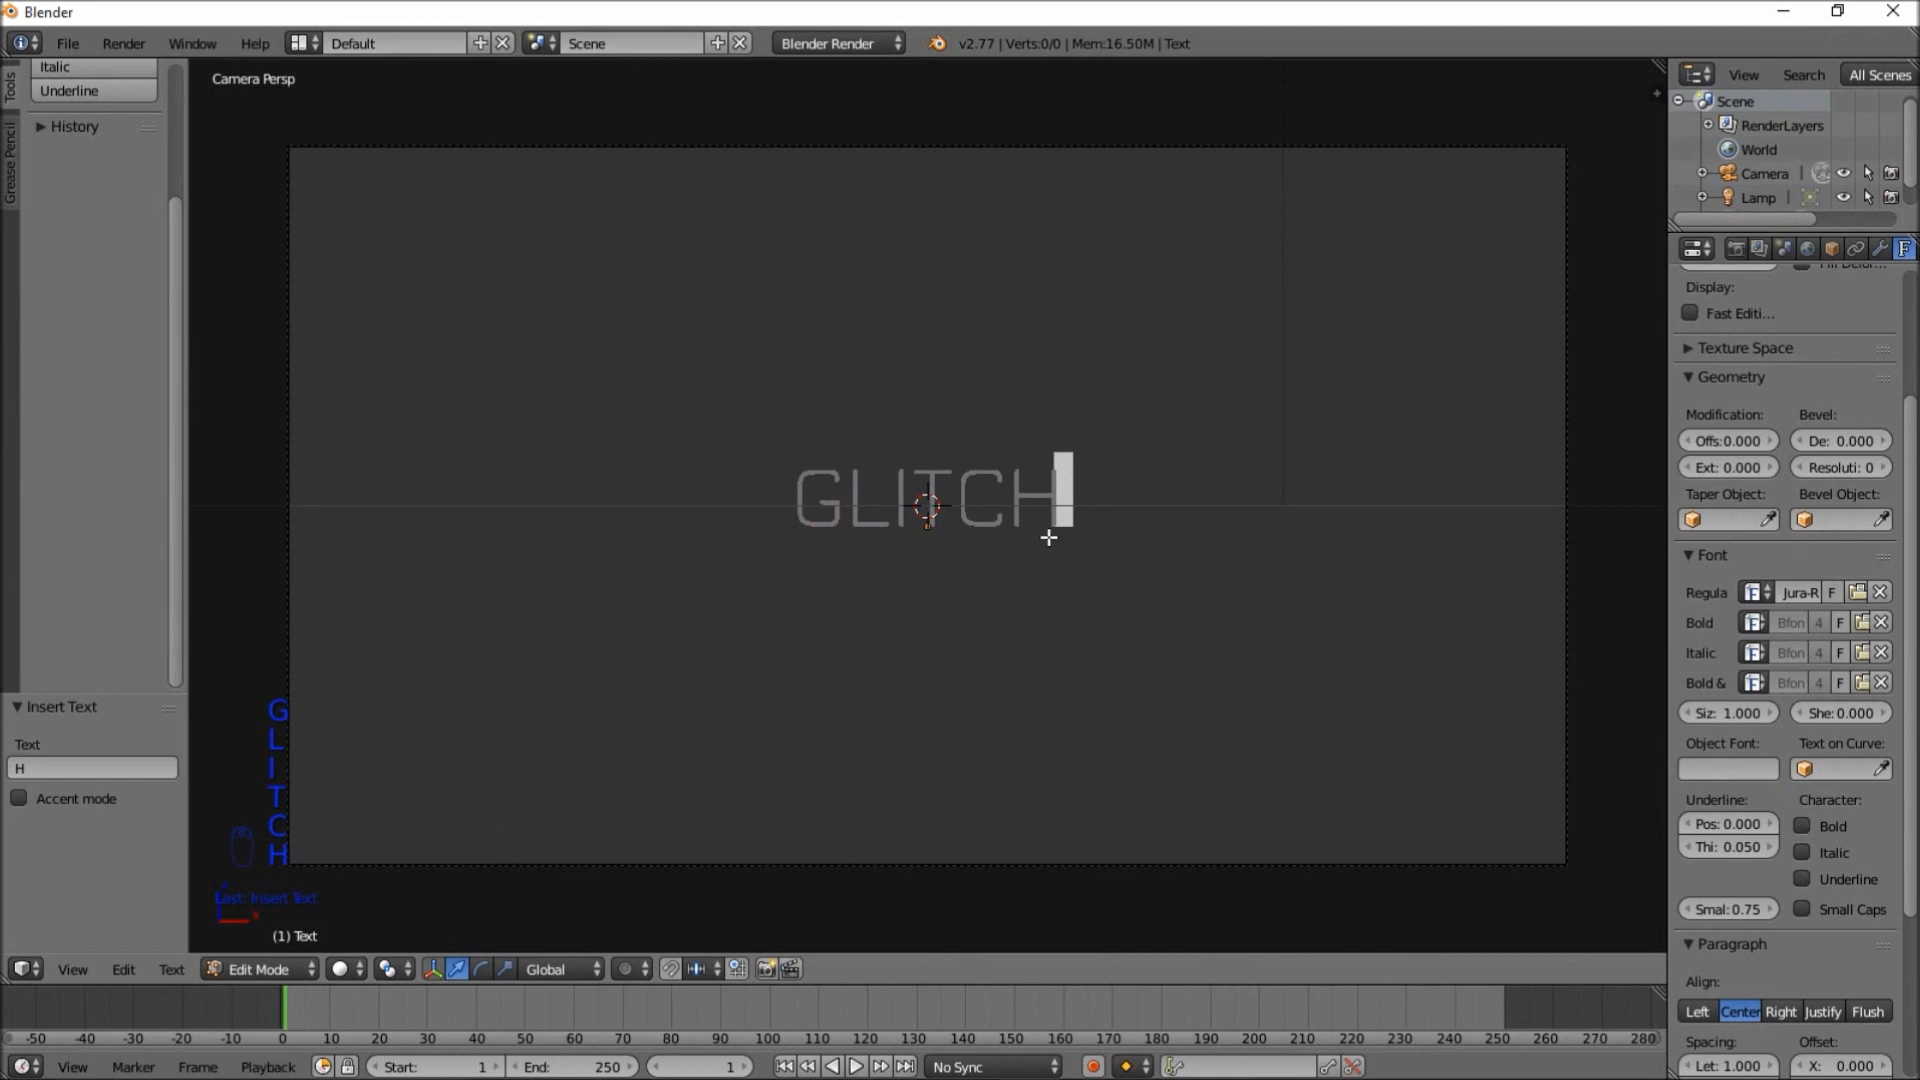 Blender
File Render Window Help Default Scene Blender Render v2.77 | Verts:0/0 | Mem:16.50M | Text
Tools
Grease Pencil
Italic
Underline
History
Insert Text
Text
H
Accent mode
Camera Persp
GLITCH
G
L
I
T
C
H
Last: Insert Text
x
(1) Text
View Search All Scenes
Scene
RenderLayers
World
Camera
Lamp
Display:
Fast Editi...
Texture Space
Geometry
Modification: Bevel:
Offs:0.000 De: 0.000
Ext: 0.000 Resoluti: 0
Taper Object: Bevel Object:
Font
Regula Jura-R F
Bold Bfon 4 F
Italic Bfon 4 F
Bold & Bfon 4 F
Siz: 1.000 She:0.000
Object Font: Text on Curve:
Underline: Character:
Pos: 0.000 Bold
Thi: 0.050 Italic
Underline
Smal:0.75 Small Caps
Paragraph
Align:
Left Center Right Justify Flush
Spacing: Offset:
Let: 1.000 X: 0.000
View Edit Text Edit Mode Global
-50 -40 -30 -20 -10 0 10 20 30 40 50 60 70 80 90 100 110 120 130 140 150 160 170 180 190 200 210 220 230 240 250 260 270 280
View Marker Frame Playback Start: 1 End: 250 1 No Sync